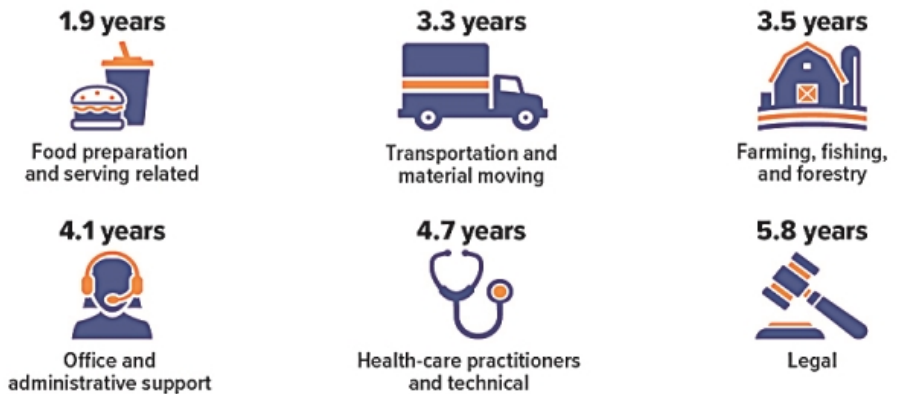 1.9 years
Food preparation
and serving related
3.3 years
Transportation and
material moving
3.5 years
Farming, fishing,
and forestry
4.1 years
Office and
administrative support
4.7 years
Health-care practitioners
and technical
5.8 years
Legal